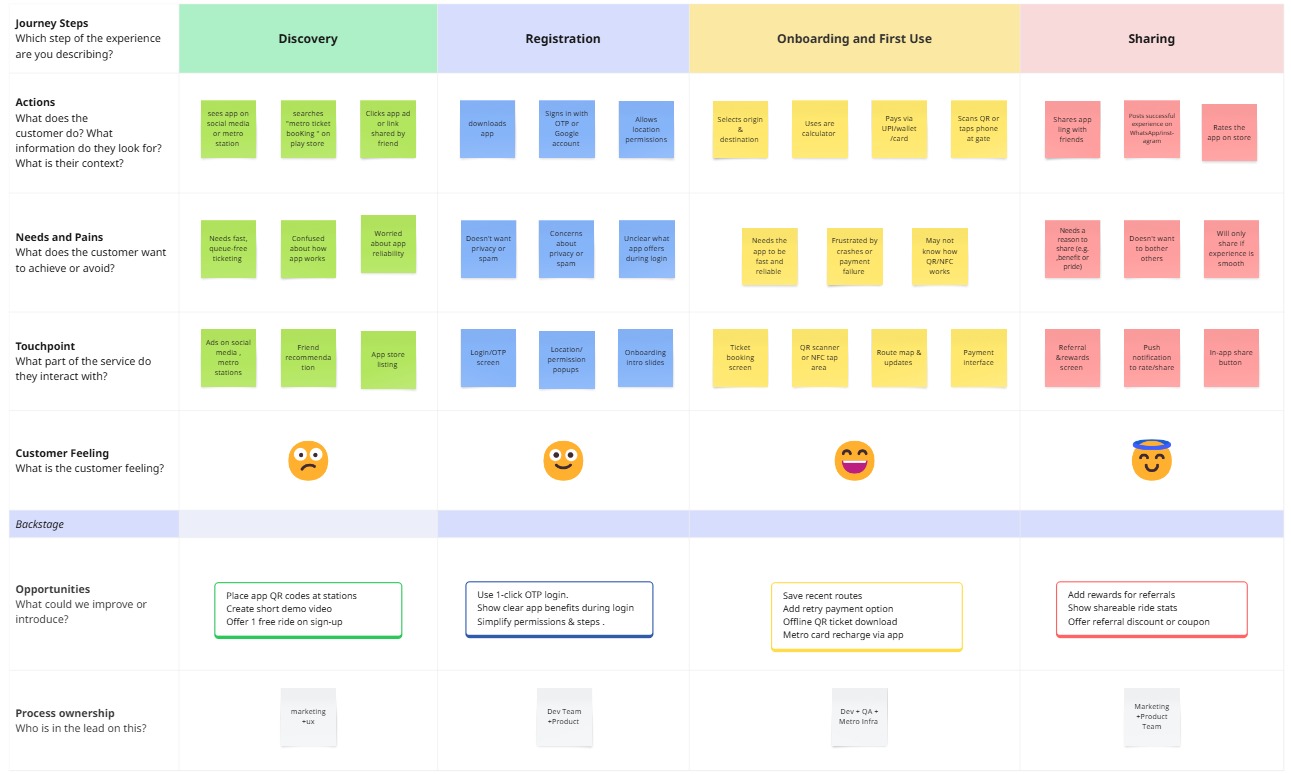 Journey Steps
Which step of the experience
are you describing?
Discovery
Registration
Onboarding and First Use
Sharing
Actions
What does the
customer do? What
information do they look for?
What is their context?
sees app on
social media
or metro
station
searches
"metro ticket
booKing " on
play store
Clicks app ad
or link
shared by
friend
downloads
app
Signs in with
OTP or
Google
account
Allows
location
permissions
Selects origin
&
destination
Uses are
calculator
Pays via
UPI/wallet
/card
Scans QR or
taps phone
at gate
Shares app
ling with
friends
Posts successful
experience on
WhatsApp/inst-
agram
Rates the
app on store
Needs and Pains
What does the customer want
to achieve or avoid?
Needs fast,
queue-free
ticketing
Confused
about how
app works
Worried
about app
reliability
Doesn't want
privacy or
spam
Concerns
about
privacy or
spam
Unclear what
app offers
during login
Needs the
app to be
fast and
reliable
Frustrated by
crashes or
payment
failure
May not
know how
QR/NFC
works
Needs a
reason to
share (e.g,
,benefit or
pride)
Doesn't want
to bother
others
Will only
share if
experience is
smooth
Touchpoint
What part of the service do
they interact with?
Ads on social
media ,
metro
stations
Friend
recommenda
tion
App store
listing
Login/OTP
screen
Location/
permission
popups
Onboarding
intro slides
Ticket
booking
screen
QR scanner
or NFC tap
area
Route map &
updates
Payment
interface
Referral
&rewards
screen
Push
notification
to rate/share
In-app share
button
Customer Feeling
What is the customer feeling?
Backstage
Opportunities
What could we improve or
introduce?
Place app QR codes at stations
Create short demo video
Offer 1 free ride on sign-up
Use 1-click OTP login.
Show clear app benefits during login
Simplify permissions & steps .
Save recent routes
Add retry payment option
Offline QR ticket download
Metro card recharge via app
Add rewards for referrals
Show shareable ride stats
Offer referral discount or coupon
Process ownership
Who is in the lead on this?
marketing
+ux
Dev Team
+Product
Dev + QA +
Metro Infra
Marketing
+Product
Team